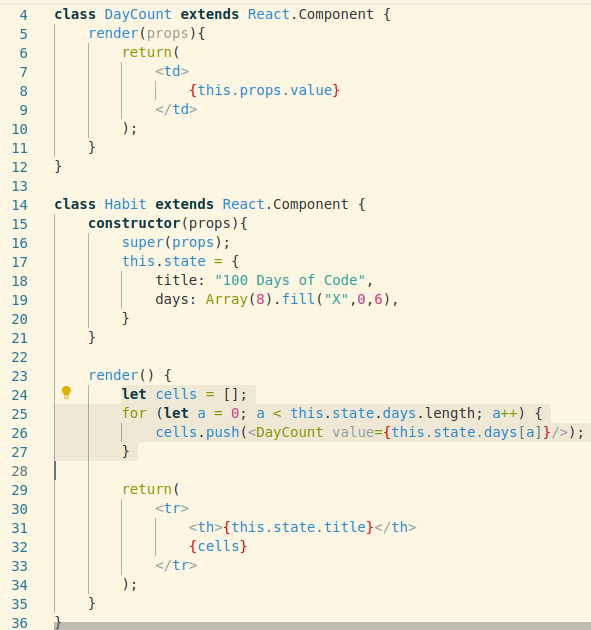 4 class DayCount extends React.Component {
5     render(props){
6         return(
7             <td>
8                 {this.props.value}
9             </td>
10         );
11     }
12 }
13
14 class Habit extends React.Component {
15     constructor(props){
16         super(props);
17         this.state = {
18             title: "100 Days of Code",
19             days: Array(8).fill("X",0,6),
20         }
21     }
22
23     render() {
24         let cells = [];
25         for (let a = 0; a < this.state.days.length; a++) {
26             cells.push(<DayCount value={this.state.days[a]}/>);
27         }
28
29         return(
30             <tr>
31                 <th>{this.state.title}</th>
32                 {cells}
33             </tr>
34         );
35     }
36 }